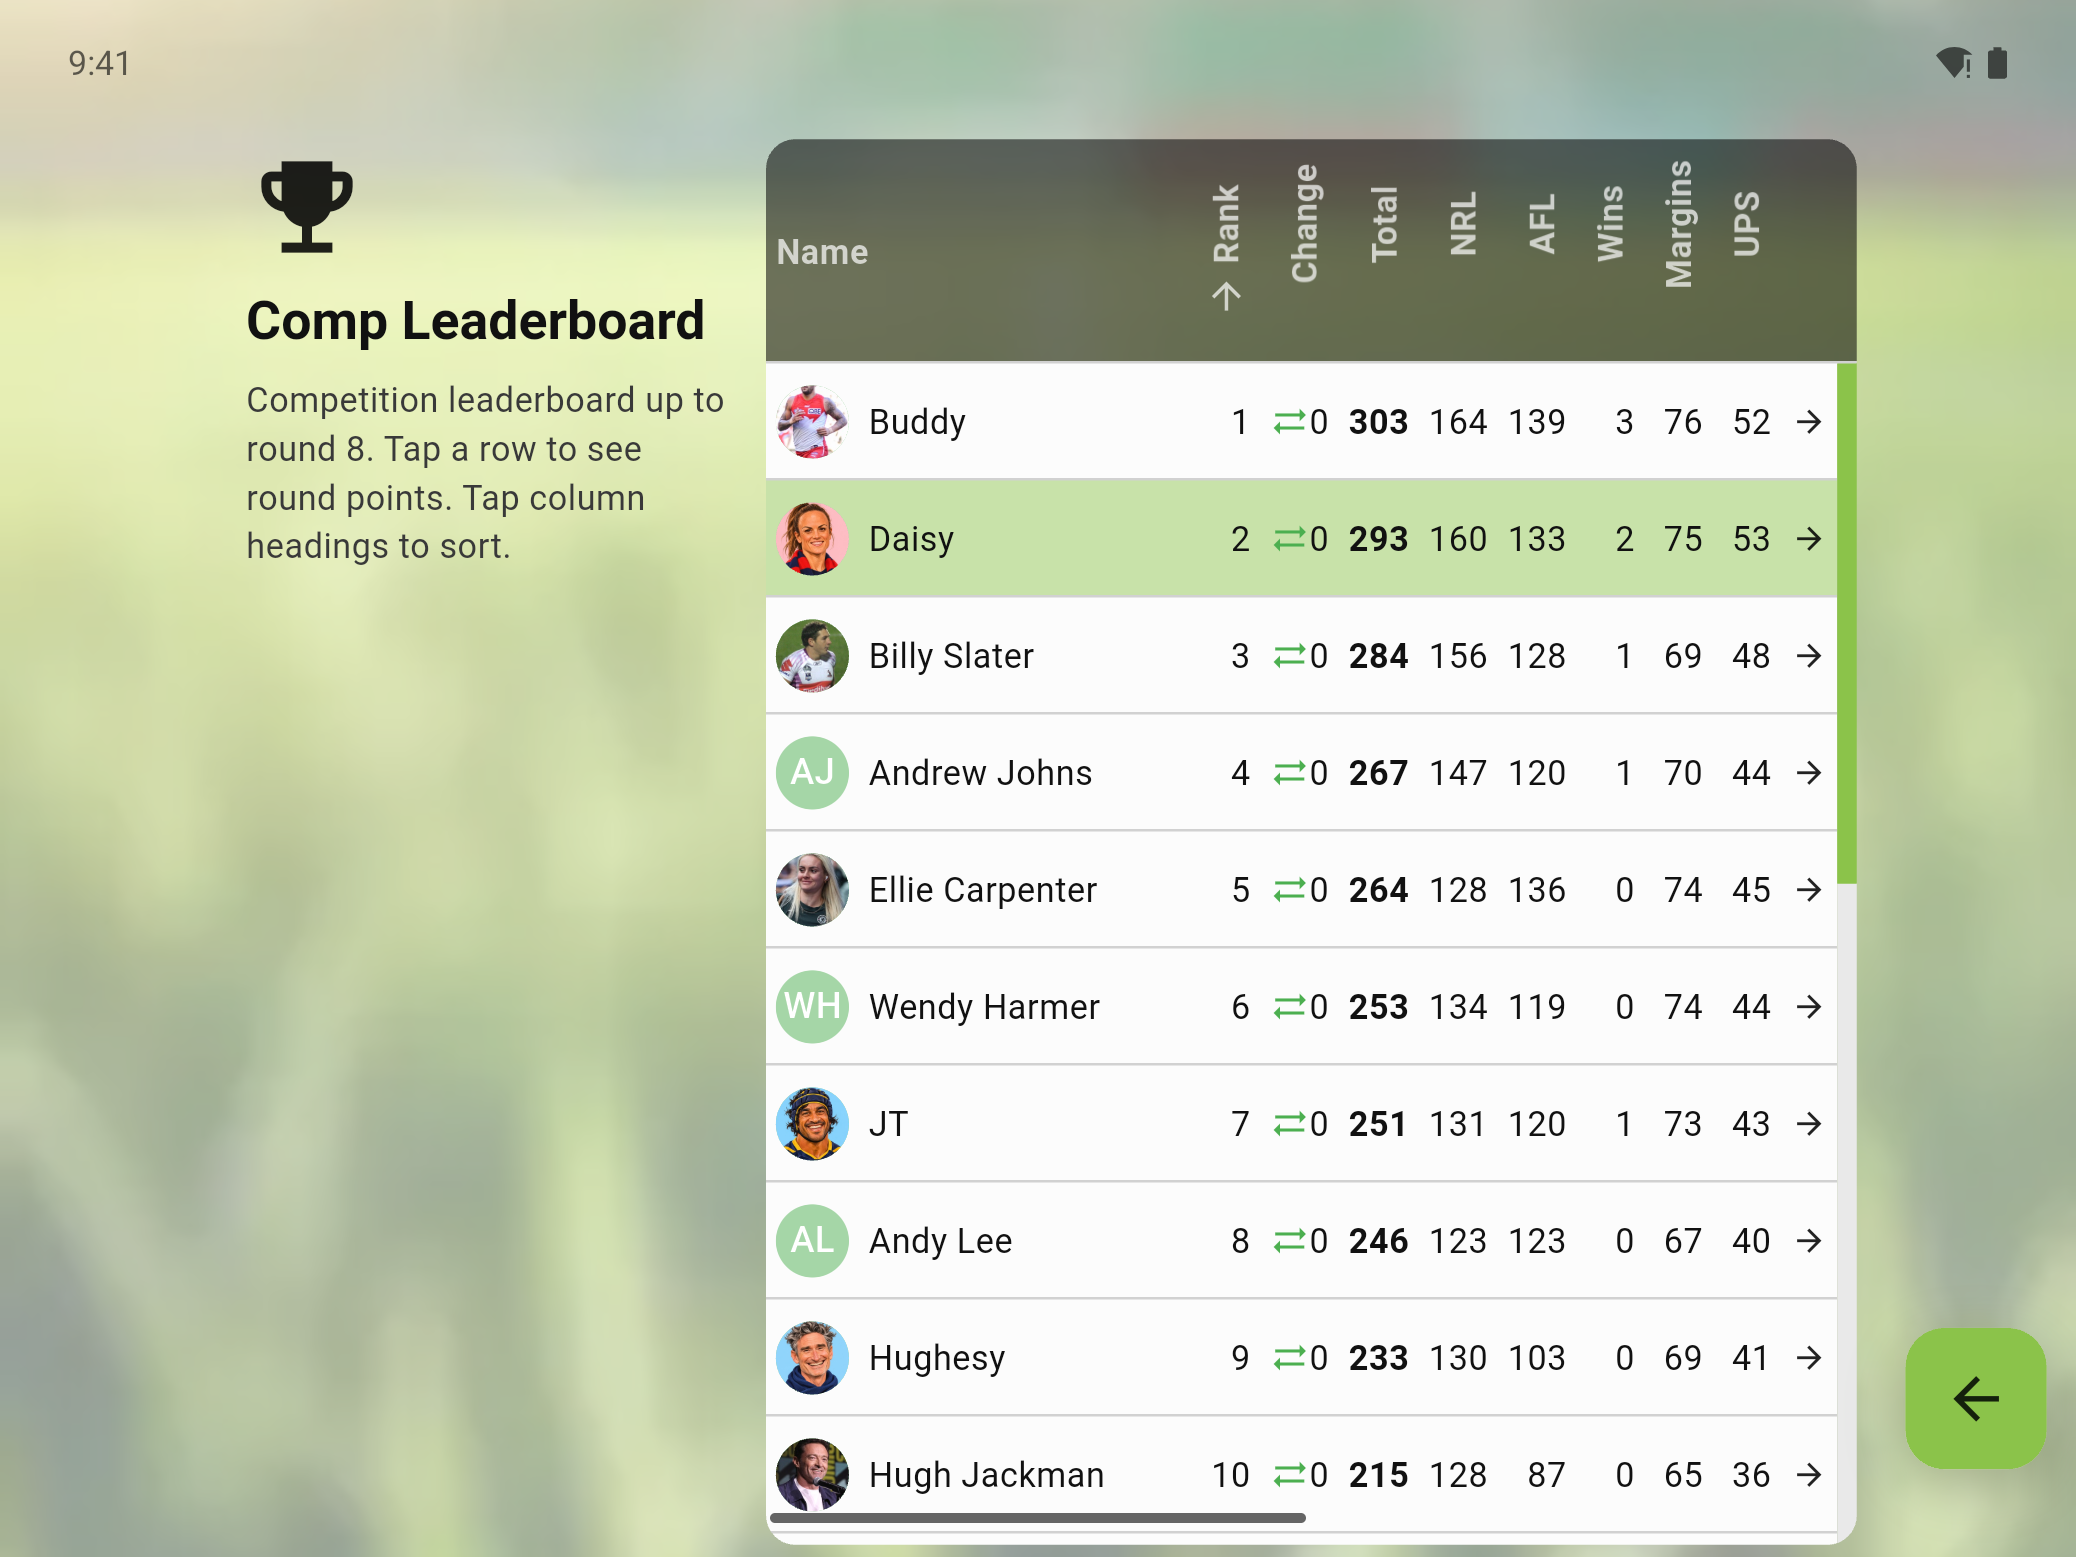 9:41
Comp Leaderboard
Competition leaderboard up to
round 8. Tap a row to see
round points. Tap column
headings to sort.
Name Rank Change Total NRL AFL Wins Margins UPS
Buddy 1 0 303 164 139 3 76 52
Daisy 2 0 293 160 133 2 75 53
Billy Slater 3 0 284 156 128 1 69 48
AJ Andrew Johns 4 0 267 147 120 1 70 44
Ellie Carpenter 5 0 264 128 136 0 74 45
WH Wendy Harmer 6 0 253 134 119 0 74 44
JT 7 0 251 131 120 1 73 43
AL Andy Lee 8 0 246 123 123 0 67 40
Hughesy 9 0 233 130 103 0 69 41
Hugh Jackman 10 0 215 128 87 0 65 36